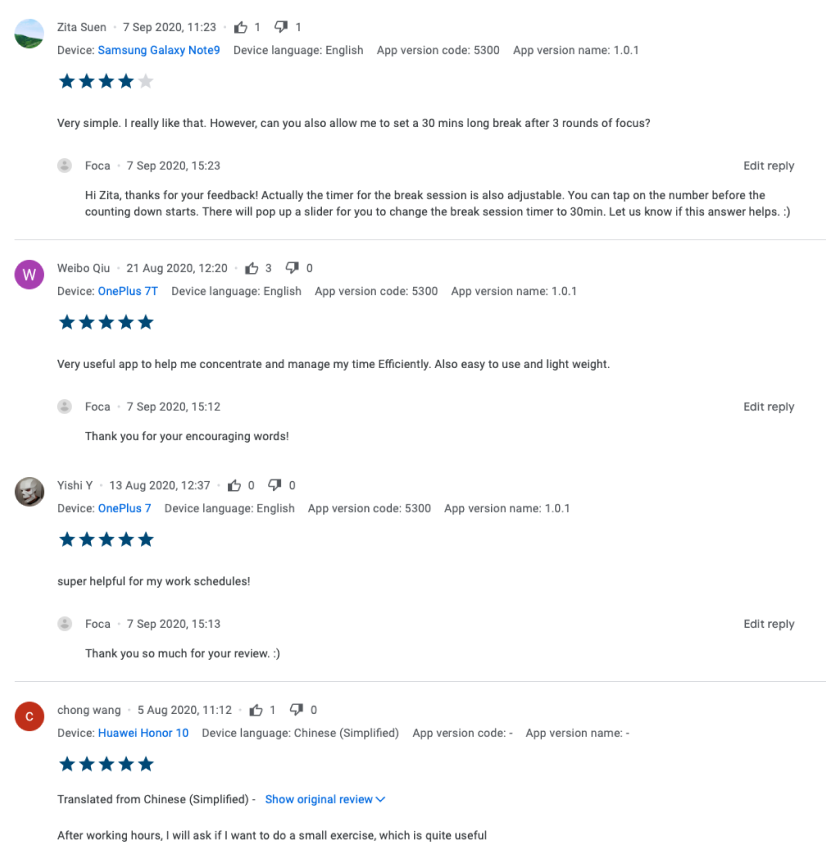 Zita Suen · 7 Sep 2020, 11:23 · 1 1
Device: Samsung Galaxy Note9 Device language: English App version code: 5300 App version name: 1.0.1
Very simple. I really like that. However, can you also allow me to set a 30 mins long break after 3 rounds of focus?
Foca · 7 Sep 2020, 15:23 Edit reply
Hi Zita, thanks for your feedback! Actually the timer for the break session is also adjustable. You can tap on the number before the
counting down starts. There will pop up a slider for you to change the break session timer to 30min. Let us know if this answer helps. :)
W
Weibo Qiu · 21 Aug 2020, 12:20 · 3 0
Device: OnePlus 7T Device language: English App version code: 5300 App version name: 1.0.1
Very useful app to help me concentrate and manage my time Efficiently. Also easy to use and light weight.
Foca · 7 Sep 2020, 15:12 Edit reply
Thank you for your encouraging words!
Yishi Y · 13 Aug 2020, 12:37 · 0 0
Device: OnePlus 7 Device language: English App version code: 5300 App version name: 1.0.1
super helpful for my work schedules!
Foca · 7 Sep 2020, 15:13 Edit reply
Thank you so much for your review. :)
C
chong wang · 5 Aug 2020, 11:12 · 1 0
Device: Huawei Honor 10 Device language: Chinese (Simplified) App version code: - App version name: -
Translated from Chinese (Simplified) - Show original review
After working hours, I will ask if I want to do a small exercise, which is quite useful